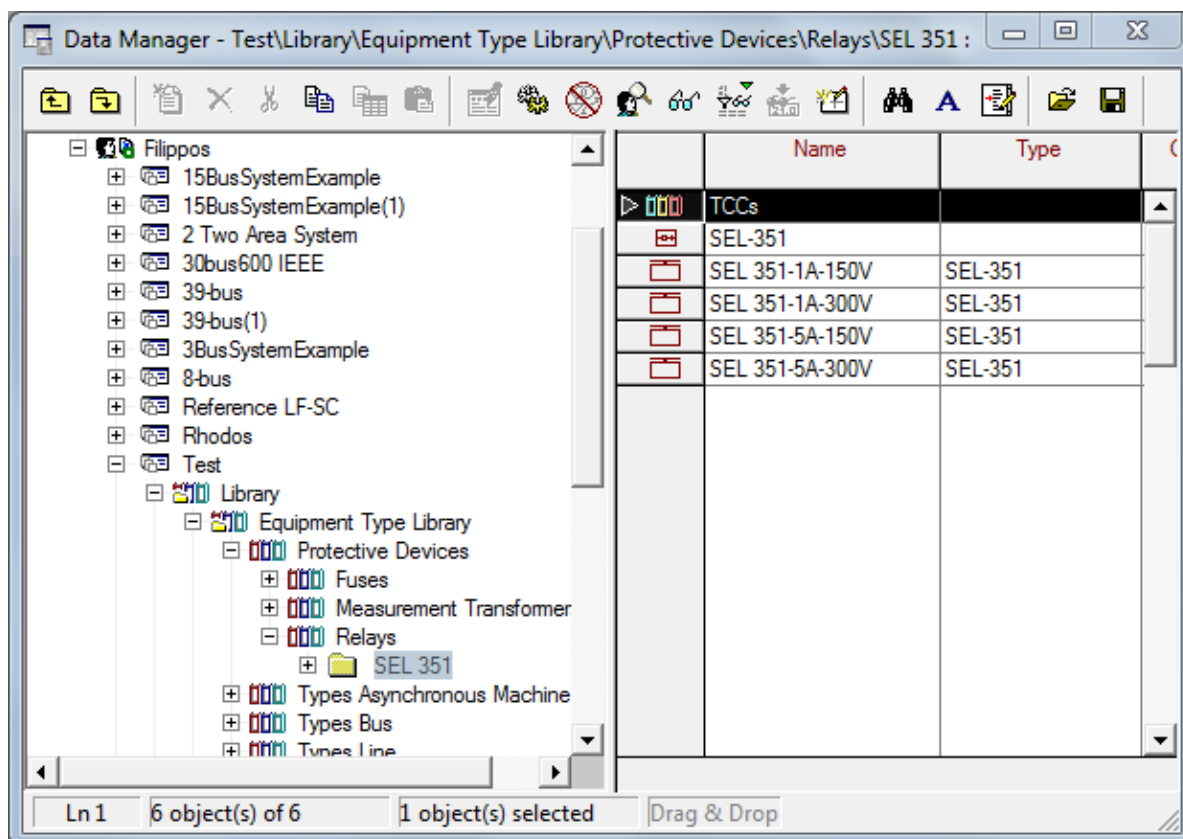 Data Manager - Test\Library\Equipment Type Library\Protective Devices\Relays\SEL 351 :
Filippos
15BusSystemExample
15BusSystemExample(1)
2 Two Area System
30bus600 IEEE
39-bus
39-bus(1)
3BusSystemExample
8-bus
Reference LF-SC
Rhodos
Test
Library
Equipment Type Library
Protective Devices
Fuses
Measurement Transformer
Relays
SEL 351
Types Asynchronous Machine
Types Bus
Types Line
Name Type
TCCs
SEL-351
SEL 351-1A-150V SEL-351
SEL 351-1A-300V SEL-351
SEL 351-5A-150V SEL-351
SEL 351-5A-300V SEL-351
Ln 1 6 object(s) of 6 1 object(s) selected Drag & Drop